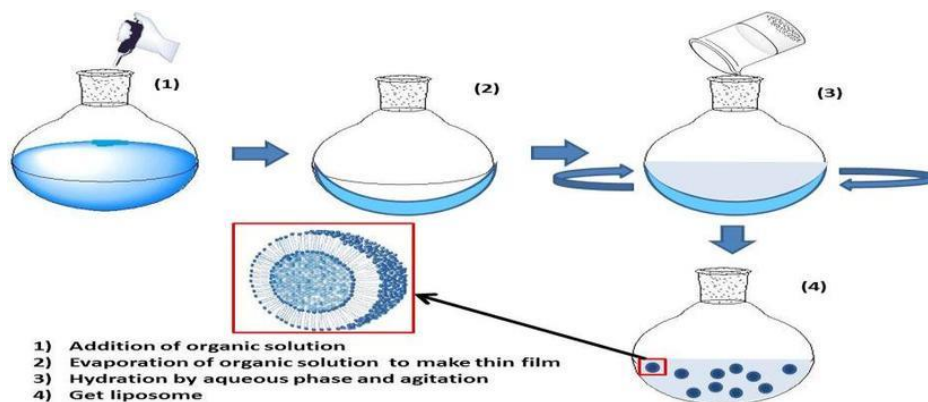 (1)
(2)
(3)
(4)
1) Addition of organic solution
2) Evaporation of organic solution to make thin film
3) Hydration by aqueous phase and agitation
4) Get liposome